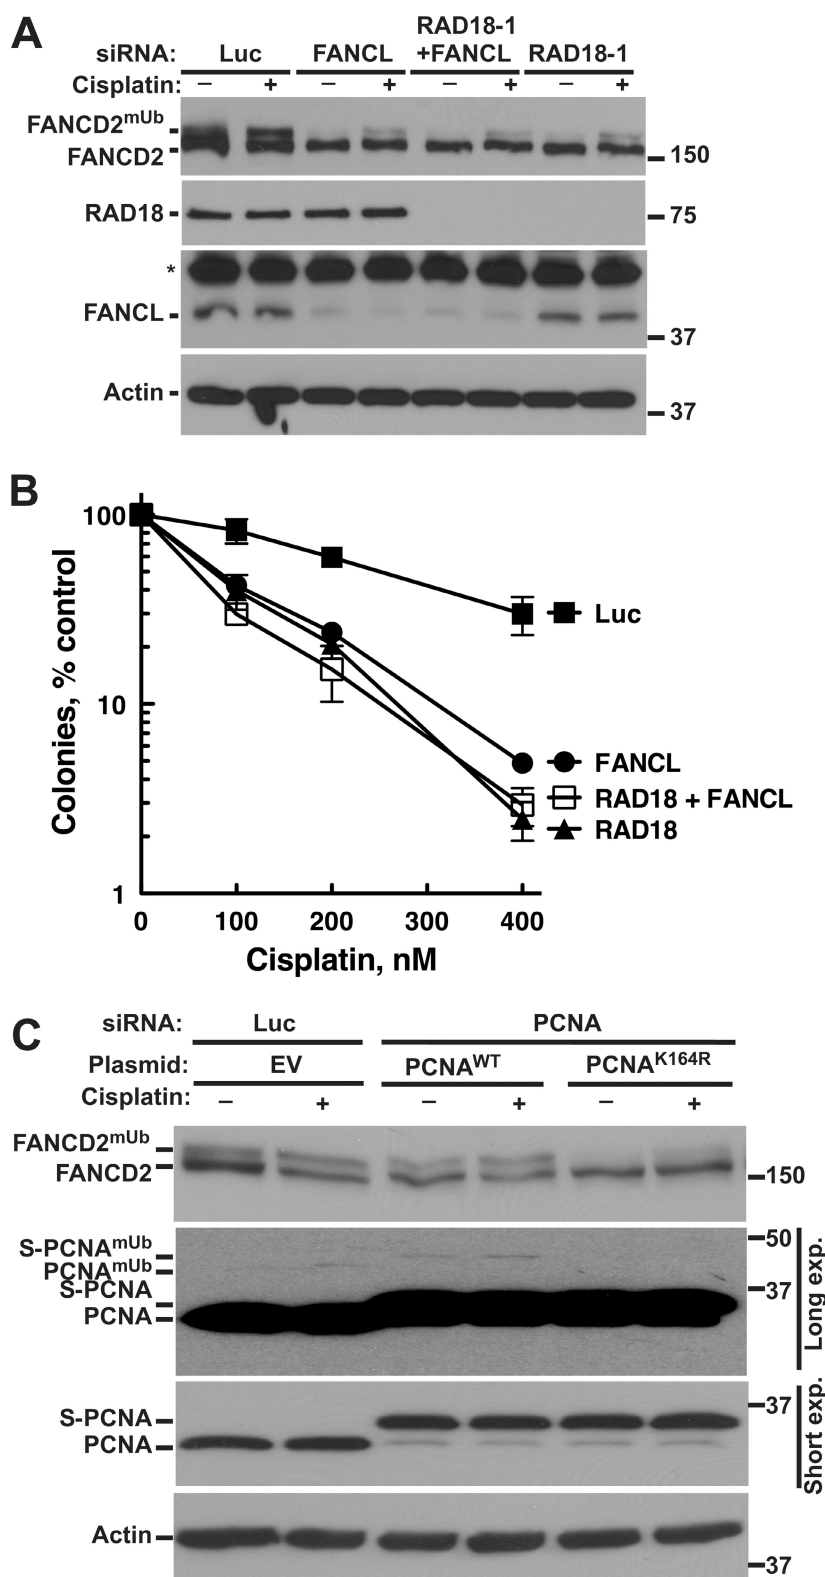 A
RAD18-1
siRNA: Luc FANCL +FANCL RAD18-1
Cisplatin: – + – + – + – +
FANCD2mUb
FANCD2
150
RAD18
75
*
FANCL
37
Actin
37
B
Colonies, % control
100
10
1
0 100 200 300 400
Cisplatin, nM
Luc
FANCL
RAD18 + FANCL
RAD18
C
siRNA: Luc PCNA
Plasmid: EV PCNAWT PCNAK164R
Cisplatin: – + – + – +
FANCD2mUb
FANCD2
150
50
S-PCNAmUb
PCNAmUb
S-PCNA
37
PCNA
Long exp.
37
S-PCNA
PCNA
Short exp.
Actin
37